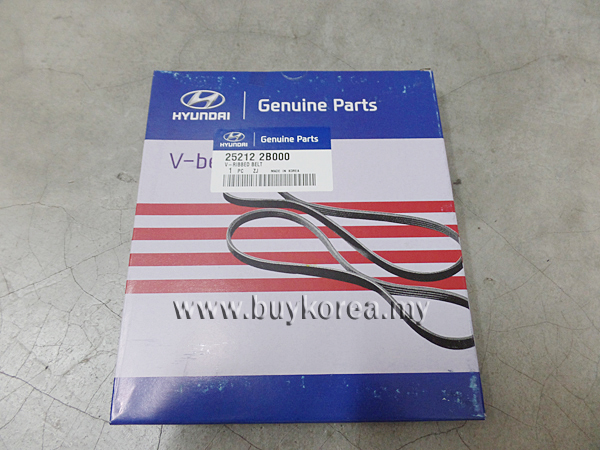 HYUNDAI
Genuine Parts
V-be
HYUNDAI
Genuine Parts
25212 2B000
V-RIBBED BELT
1 PC ZJ MADE IN KOREA
www.buykorea.my